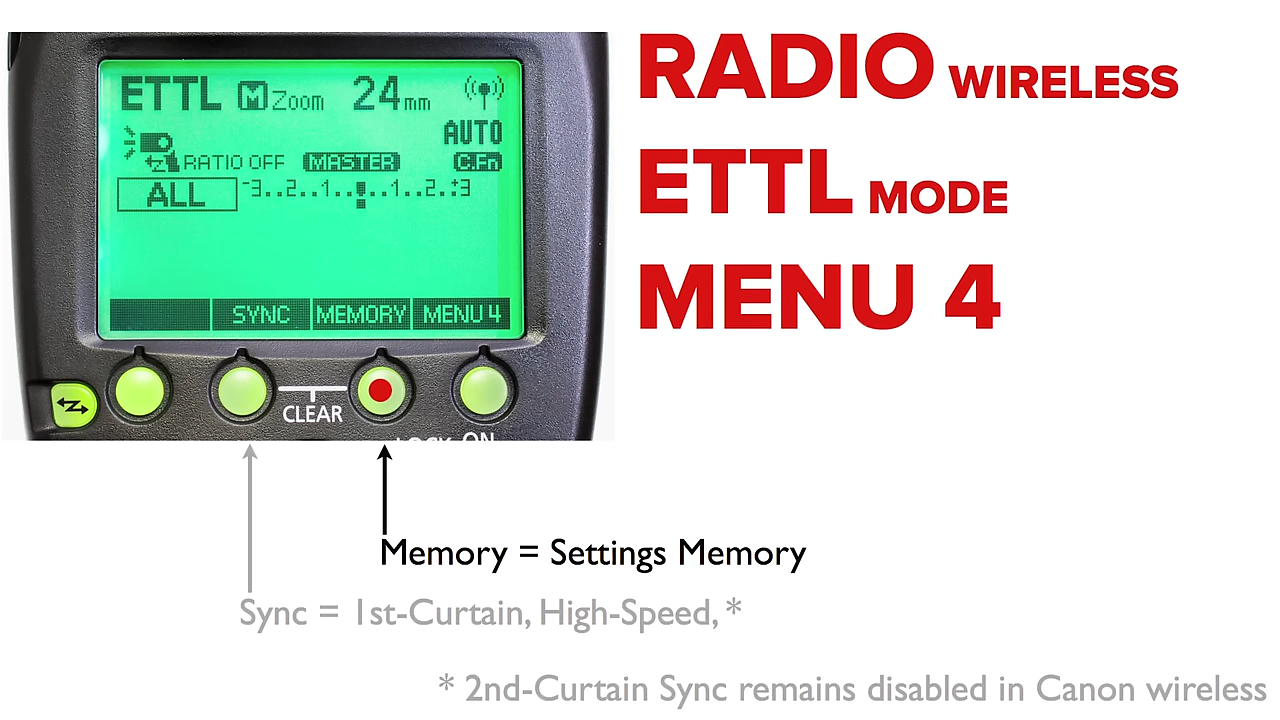 RADIO WIRELESS
ETTL MODE
MENU 4
ETTL M Zoom 24mm
AUTO
RATIO OFF MASTER C.Fn
ALL -3..2..1....1..2..+3
SYNC MEMORY MENU 4
CLEAR
LOCK ON
Memory = Settings Memory
Sync = 1st-Curtain, High-Speed, *
* 2nd-Curtain Sync remains disabled in Canon wireless